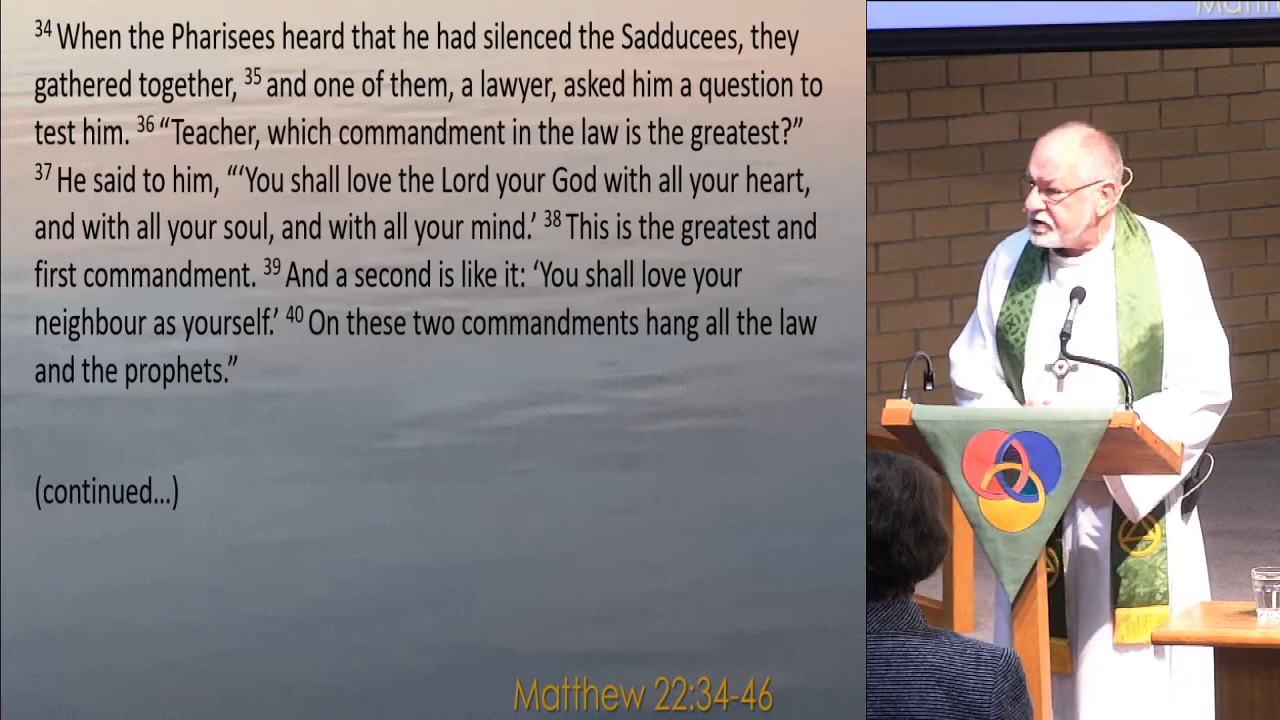 ³⁴ When the Pharisees heard that he had silenced the Sadducees, they
gathered together, ³⁵ and one of them, a lawyer, asked him a question to
test him. ³⁶ “Teacher, which commandment in the law is the greatest?”
³⁷ He said to him, “‘You shall love the Lord your God with all your heart,
and with all your soul, and with all your mind.’ ³⁸ This is the greatest and
first commandment. ³⁹ And a second is like it: ‘You shall love your
neighbour as yourself.’ ⁴⁰ On these two commandments hang all the law
and the prophets.”
(continued...)
Matthew 22:34-46